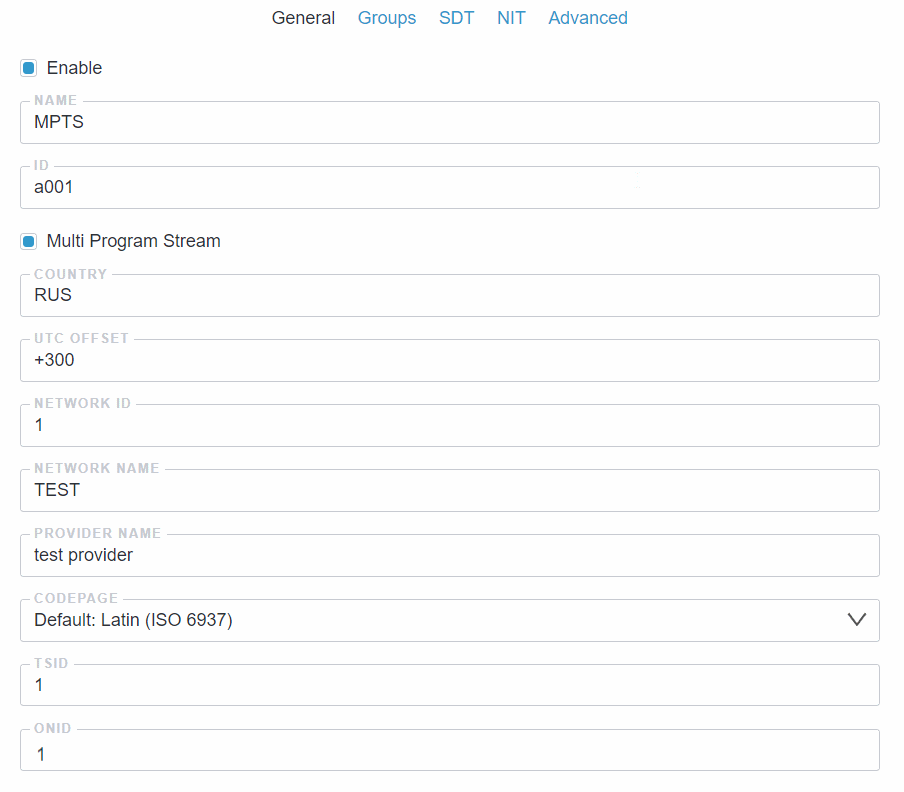 General Groups SDT NIT Advanced
Enable
NAME
MPTS
ID
a001
Multi Program Stream
COUNTRY
RUS
UTC OFFSET
+300
NETWORK ID
1
NETWORK NAME
TEST
PROVIDER NAME
test provider
CODEPAGE
Default: Latin (ISO 6937)
TSID
1
ONID
1